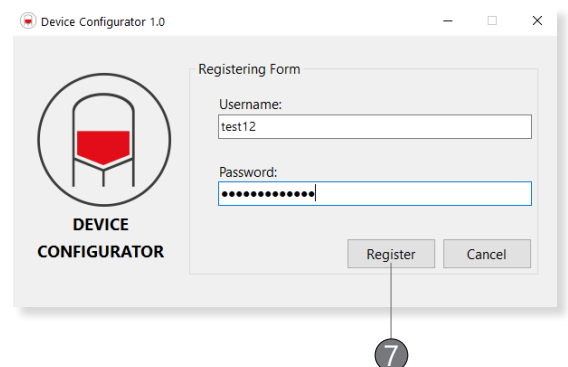 Device Configurator 1.0
Registering Form
Username:
test12
Password:
•••••••••••••
DEVICE
CONFIGURATOR
Register Cancel
7